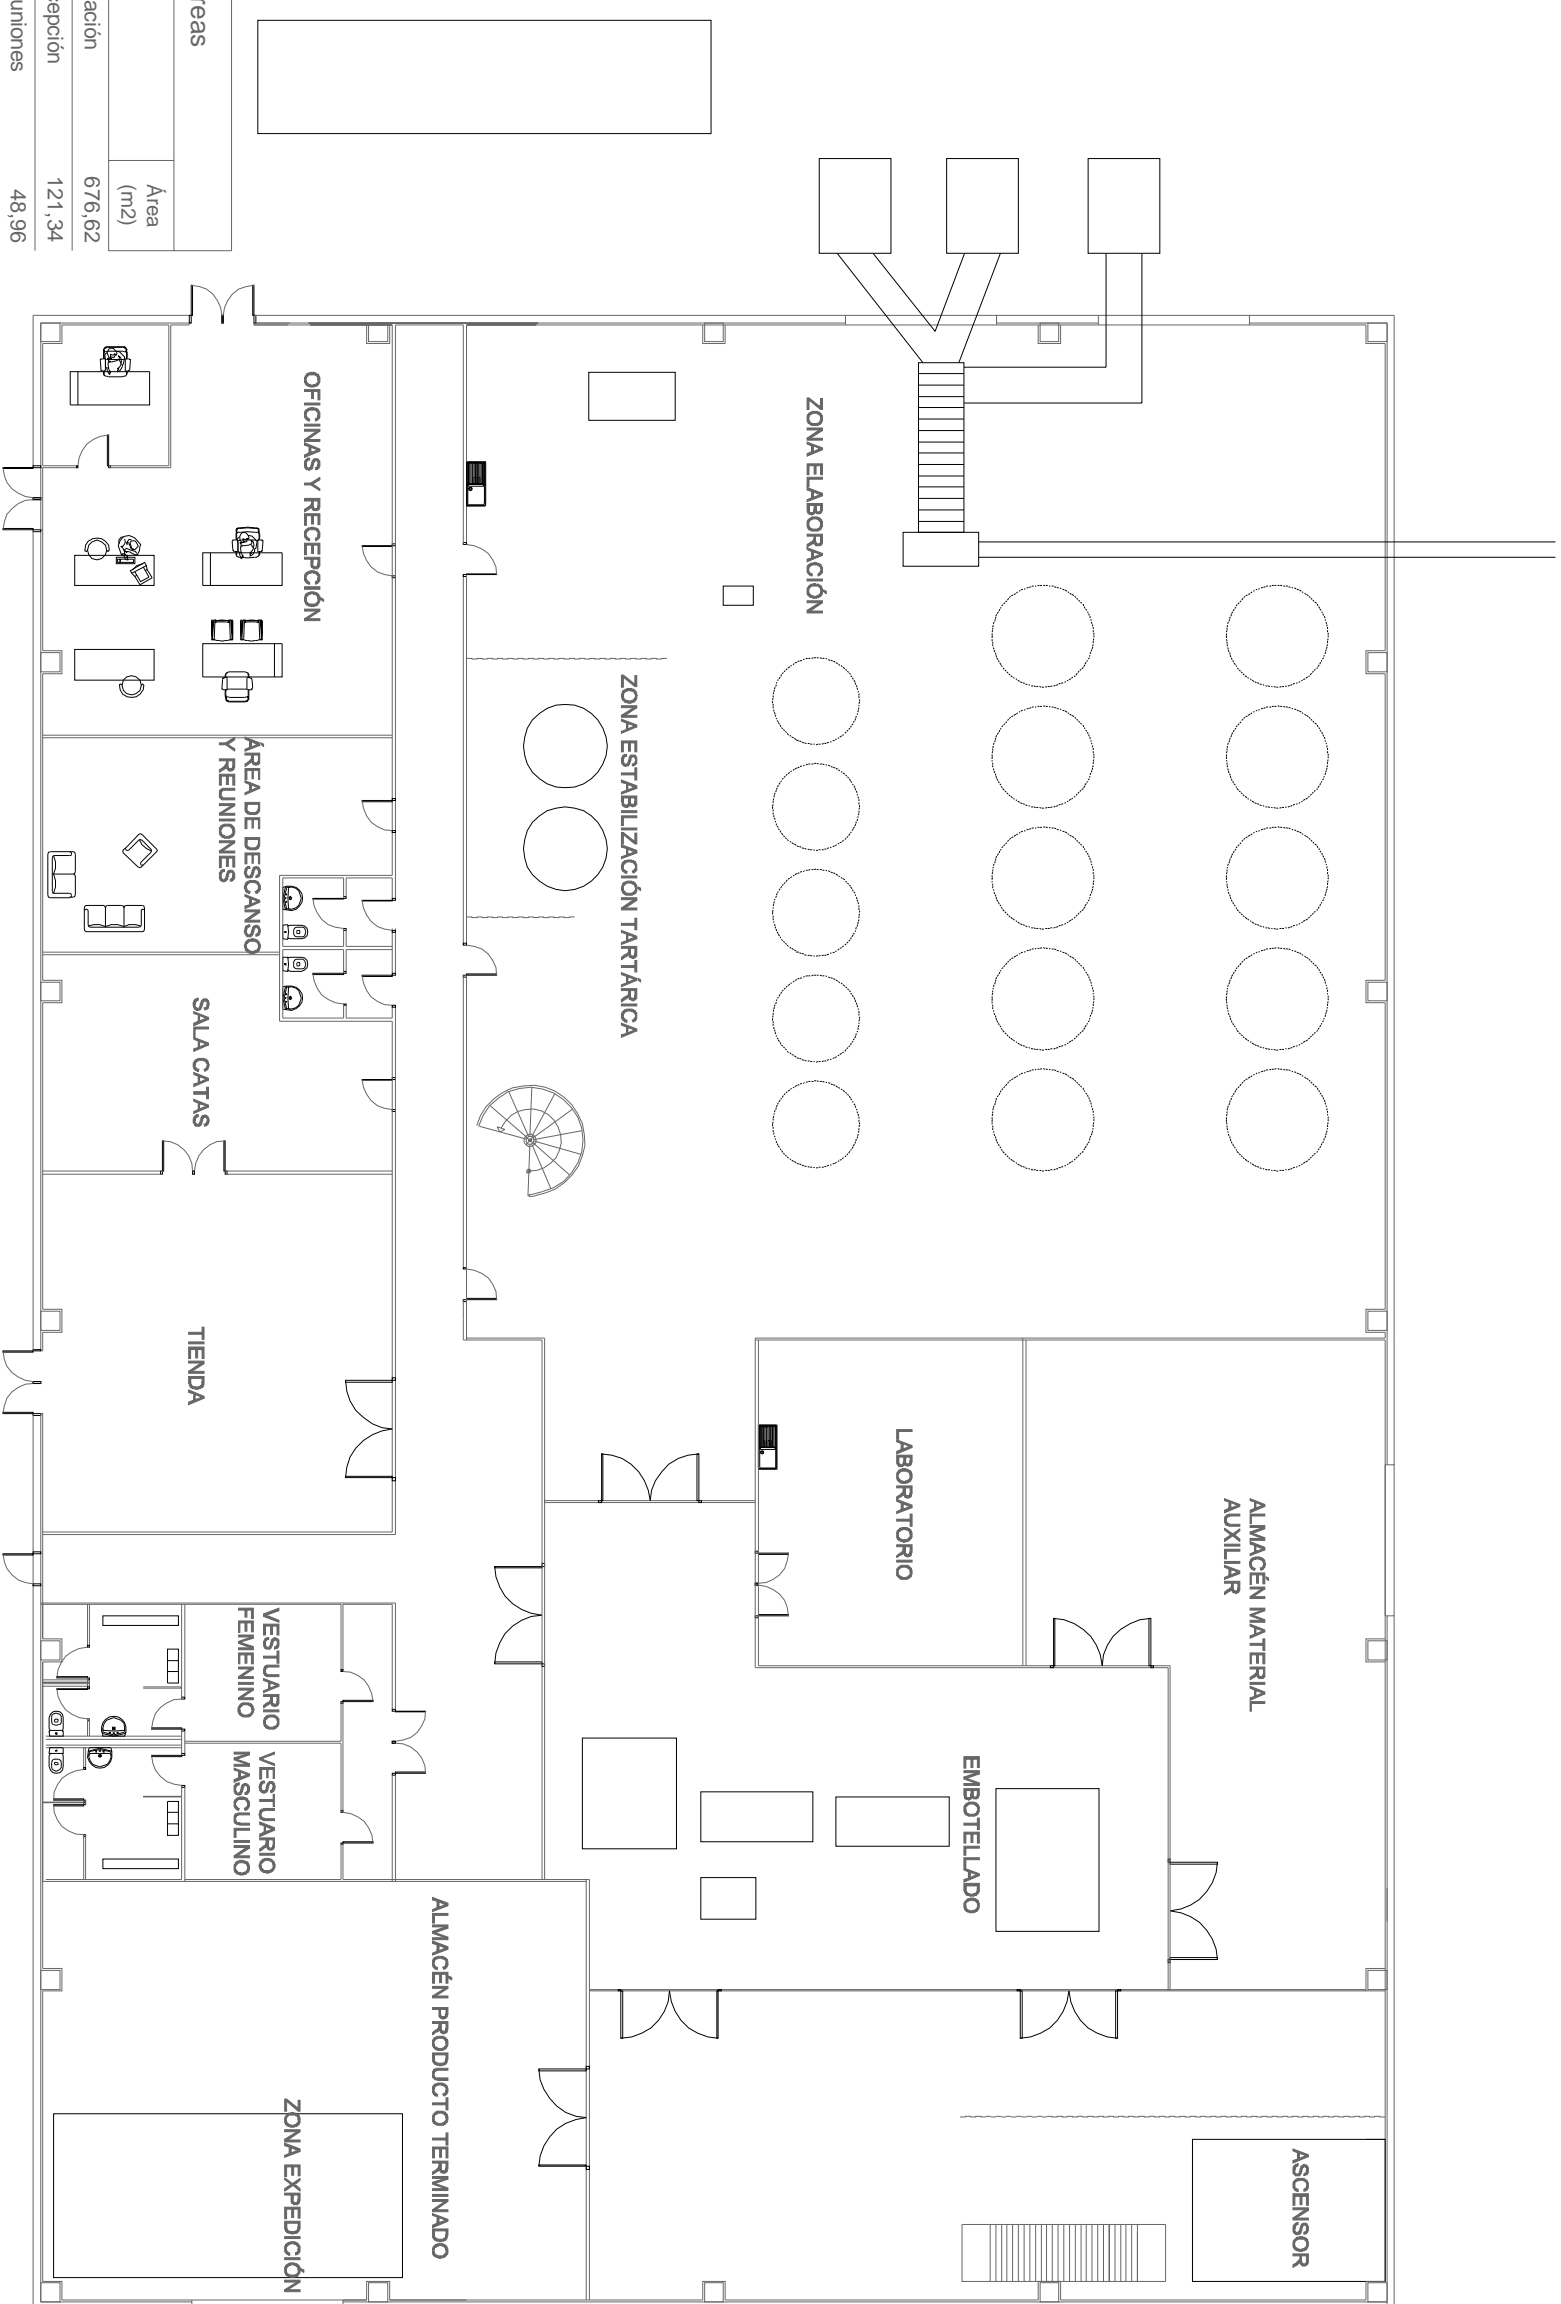 reas
Área
(m2)
ación
676,62
epción
121,34
uniones
48,96
ZONA ELABORACIÓN
ZONA ESTABILIZACIÓN TARTÁRICA
OFICINAS Y RECEPCIÓN
ÁREA DE DESCANSO
Y REUNIONES
SALA CATAS
TIENDA
LABORATORIO
ALMACÉN MATERIAL
AUXILIAR
VESTUARIO
FEMENINO
VESTUARIO
MASCULINO
EMBOTELLADO
ALMACÉN PRODUCTO TERMINADO
ZONA EXPEDICIÓN
ASCENSOR